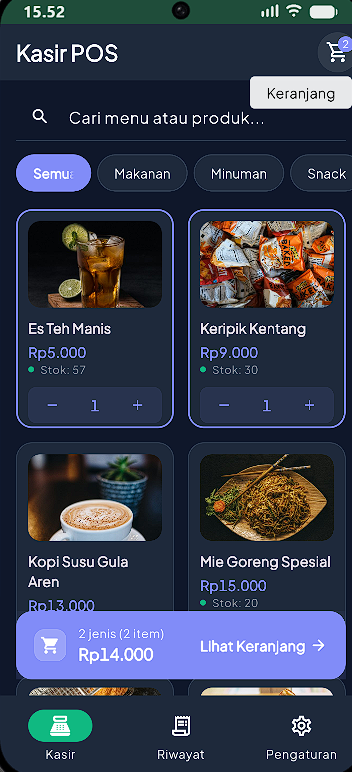 15.52
Kasir POS
2
Keranjang
Cari menu atau produk...
Semua
Makanan
Minuman
Snack
Es Teh Manis
Rp5.000
Stok: 57
− 1 +
Keripik Kentang
Rp9.000
Stok: 30
− 1 +
Kopi Susu Gula
Aren
Rp13.000
Mie Goreng Spesial
Rp15.000
Stok: 20
2 jenis (2 item)
Rp14.000
Lihat Keranjang →
Kasir
Riwayat
Pengaturan